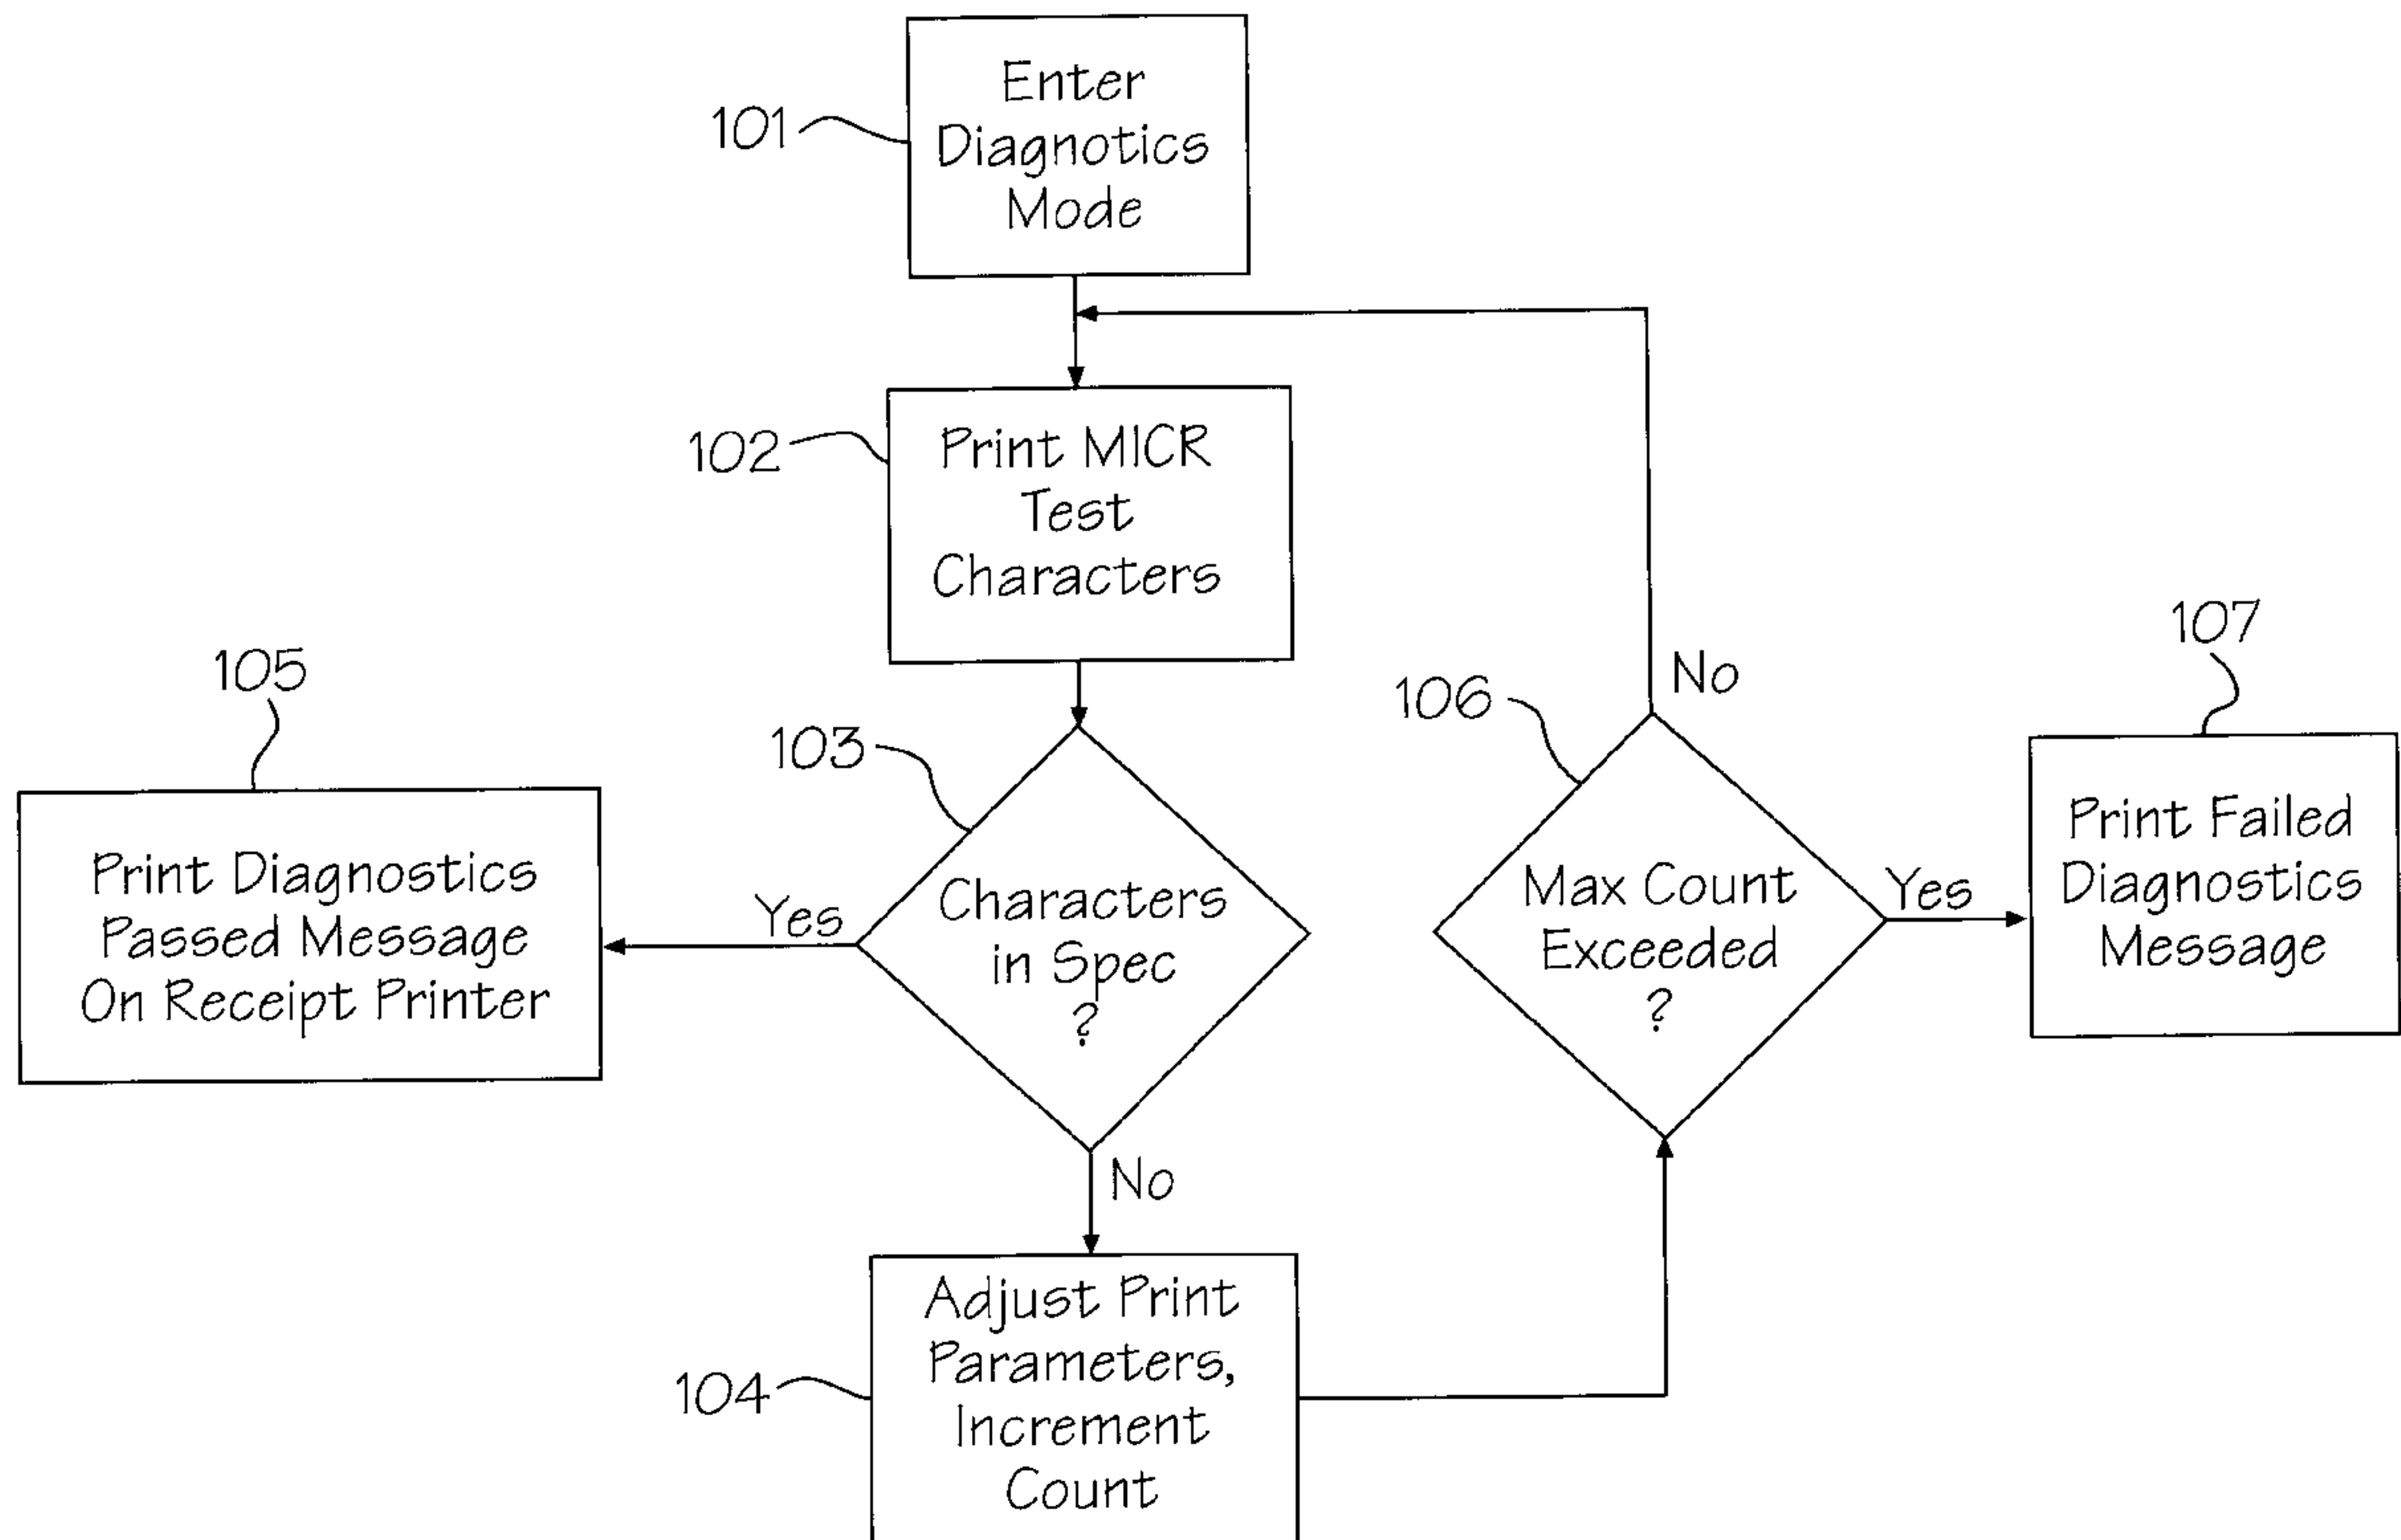 101
Enter
Diagnotics
Mode
102
Print MICR
Test
Characters
103
Characters
in Spec
?
Yes
No
105
Print Diagnostics
Passed Message
On Receipt Printer
104
Adjust Print
Parameters,
Increment
Count
106
Max Count
Exceeded
?
No
Yes
107
Print Failed
Diagnostics
Message